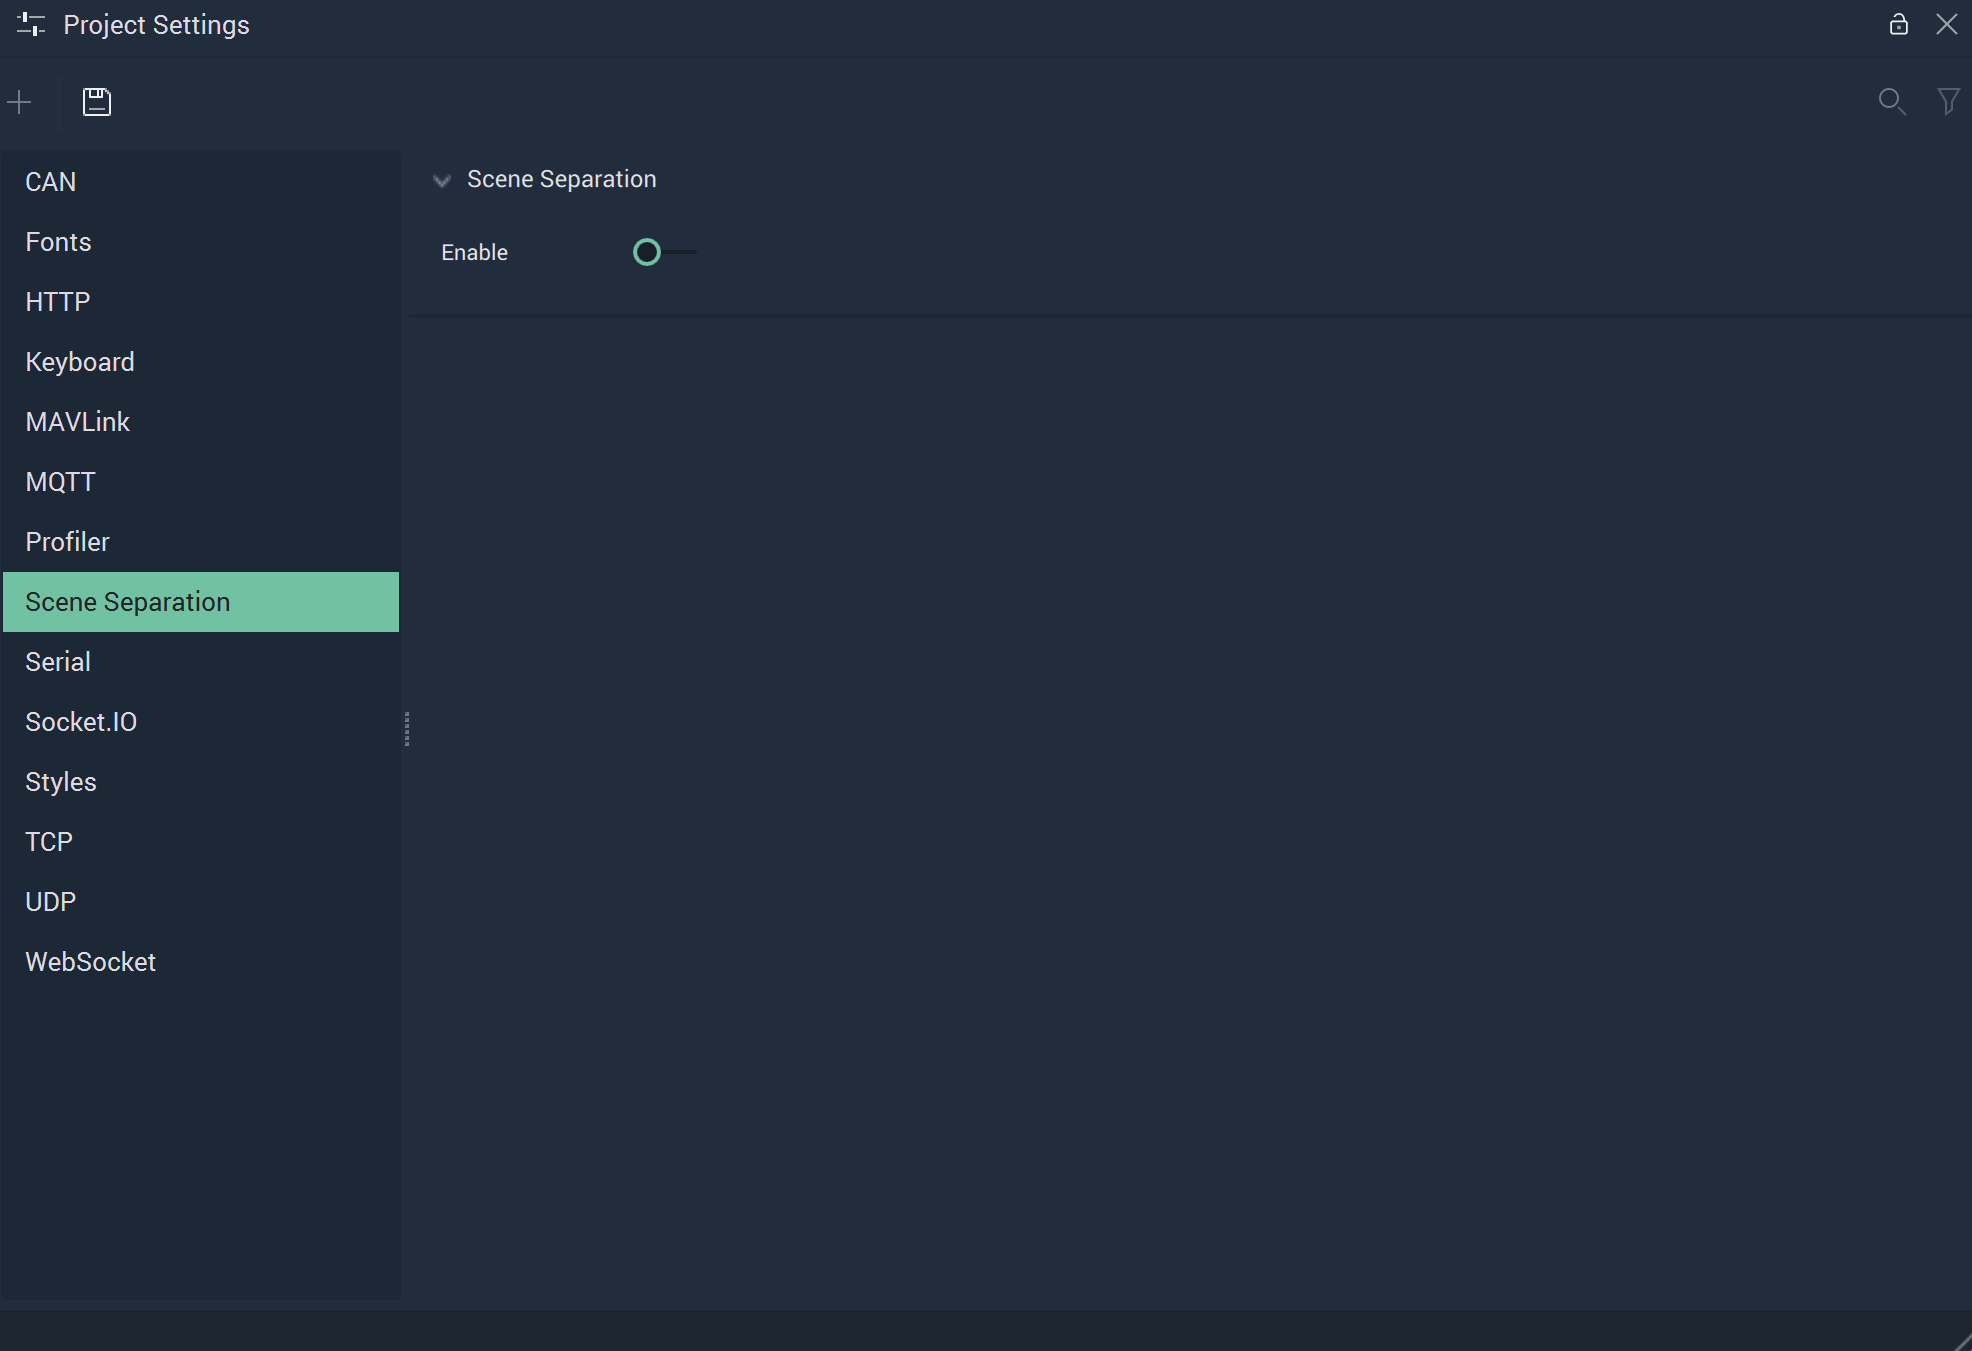 Project Settings
CAN
Fonts
HTTP
Keyboard
MAVLink
MQTT
Profiler
Scene Separation
Serial
Socket.IO
Styles
TCP
UDP
WebSocket
Scene Separation
Enable